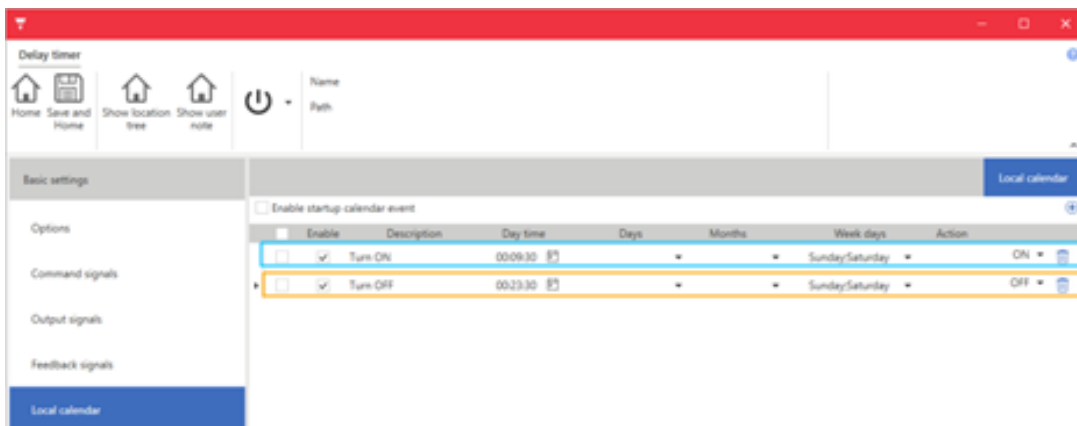 Delay timer
Home
Save and Home
Show location tree
Show user note
Name
Path
Basic settings
Local calendar
Enable startup calendar event
Options
Enable Description Day time Days Months Week days Action
Turn ON 00:09:30 Sunday;Saturday ON
Command signals
Turn OFF 00:23:30 Sunday;Saturday OFF
Output signals
Feedback signals
Local calendar